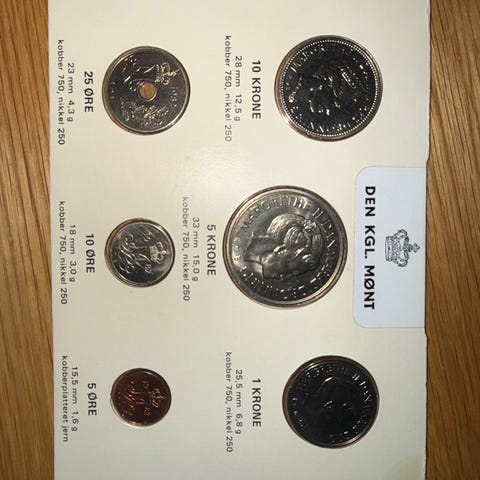 DEN KGL. MØNT
10 KRONE
28 mm 12,5 g
kobber 750, nikkel 250
5 KRONE
33 mm 15,0 g
kobber 750, nikkel 250
1 KRONE
25,5 mm 6,8 g
kobber 750, nikkel 250
25 ØRE
23 mm 4,3 g
kobber 750, nikkel 250
10 ØRE
18 mm 3,0 g
kobber 750, nikkel 250
5 ØRE
15,5 mm 1,6 g
kobberplatteret jern
MARGRETHE II DANMARKS